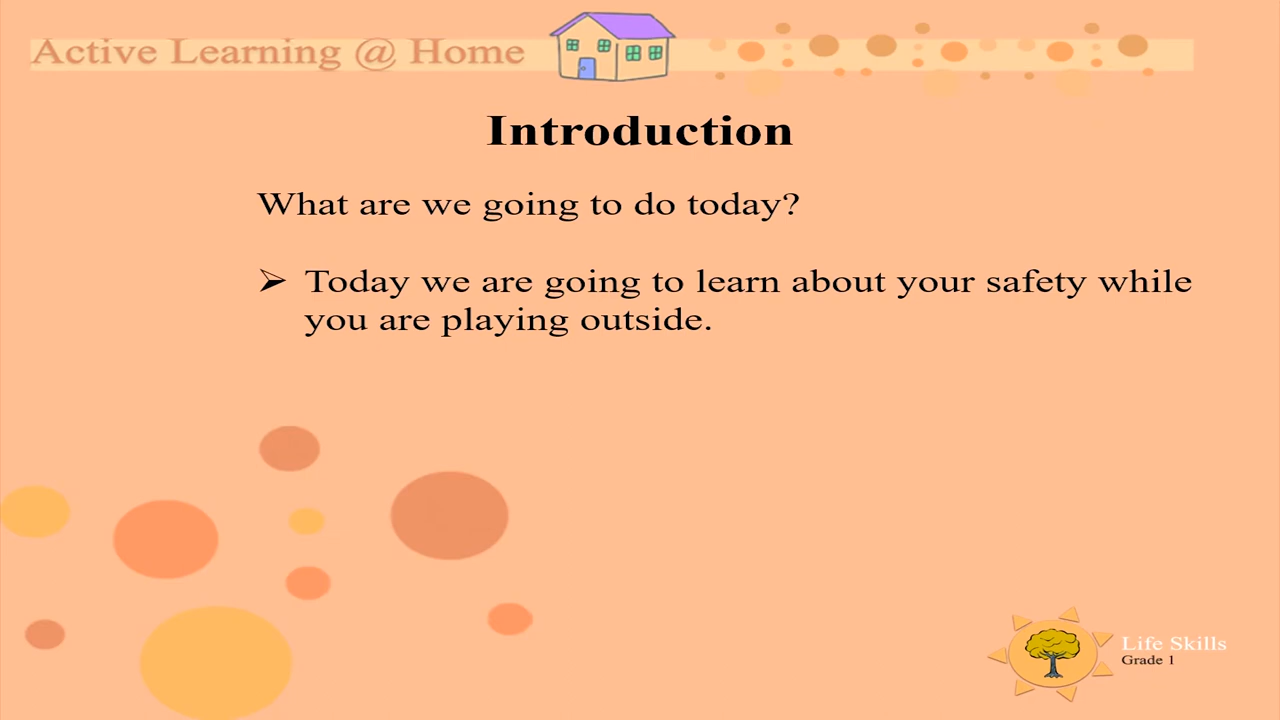 Active Learning @ Home
Introduction
What are we going to do today?
➢ Today we are going to learn about your safety while
you are playing outside.
Life Skills
Grade 1